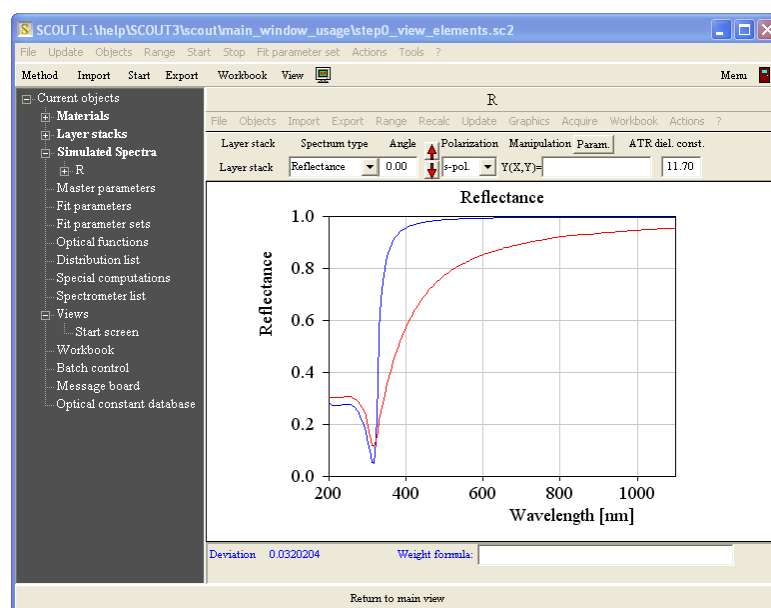 SCOUT L:\help\SCOUT3\scout\main_window_usage\step0_view_elements.sc2
File Update Objects Range Start Stop Fit parameter set Actions Tools ?
Method Import Start Export Workbook View Menu
Current objects
Materials
Layer stacks
Simulated Spectra
R
Master parameters
Fit parameters
Fit parameter sets
Optical functions
Distribution list
Special computations
Spectrometer list
Views
Start screen
Workbook
Batch control
Message board
Optical constant database
R
File Objects Import Export Range Recalc Update Graphics Acquire Workbook Actions ?
Layer stack Spectrum type Angle Polarization Manipulation Param. ATR diel. const.
Layer stack Reflectance 0.00 s-pol. Y(X,Y)= 11.70
Reflectance
Reflectance
1.0
0.8
0.6
0.4
0.2
0.0
200 400 600 800 1000
Wavelength [nm]
Deviation 0.0320204 Weight formula:
Return to main view